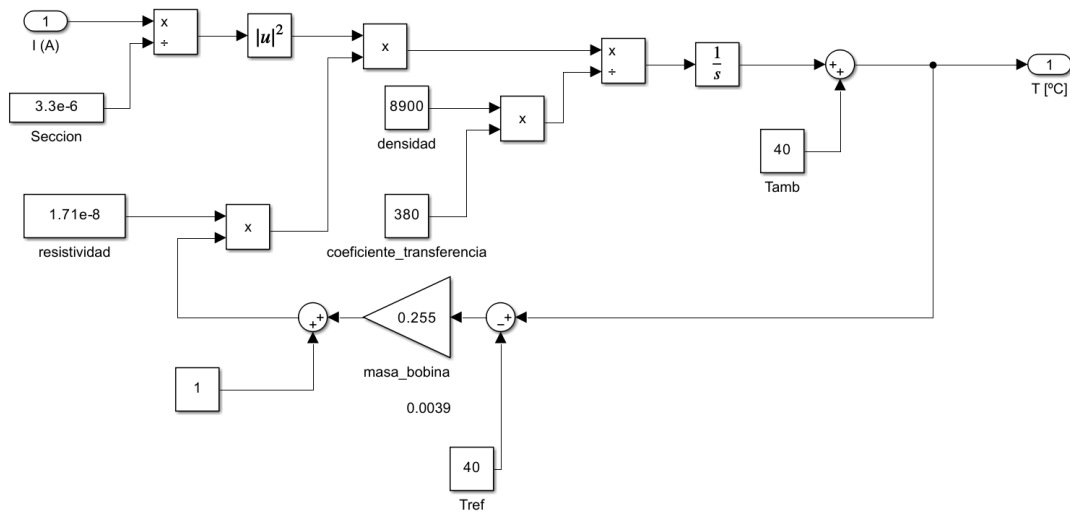 1
I (A)
x
÷
|u|²
x
x
÷
1
s
+
+
1
T [ºC]
3.3e-6
Seccion
8900
densidad
x
40
Tamb
1.71e-8
resistividad
x
380
coeficiente_transferencia
+
+
0.255
masa_bobina
0.0039
−
+
1
40
Tref